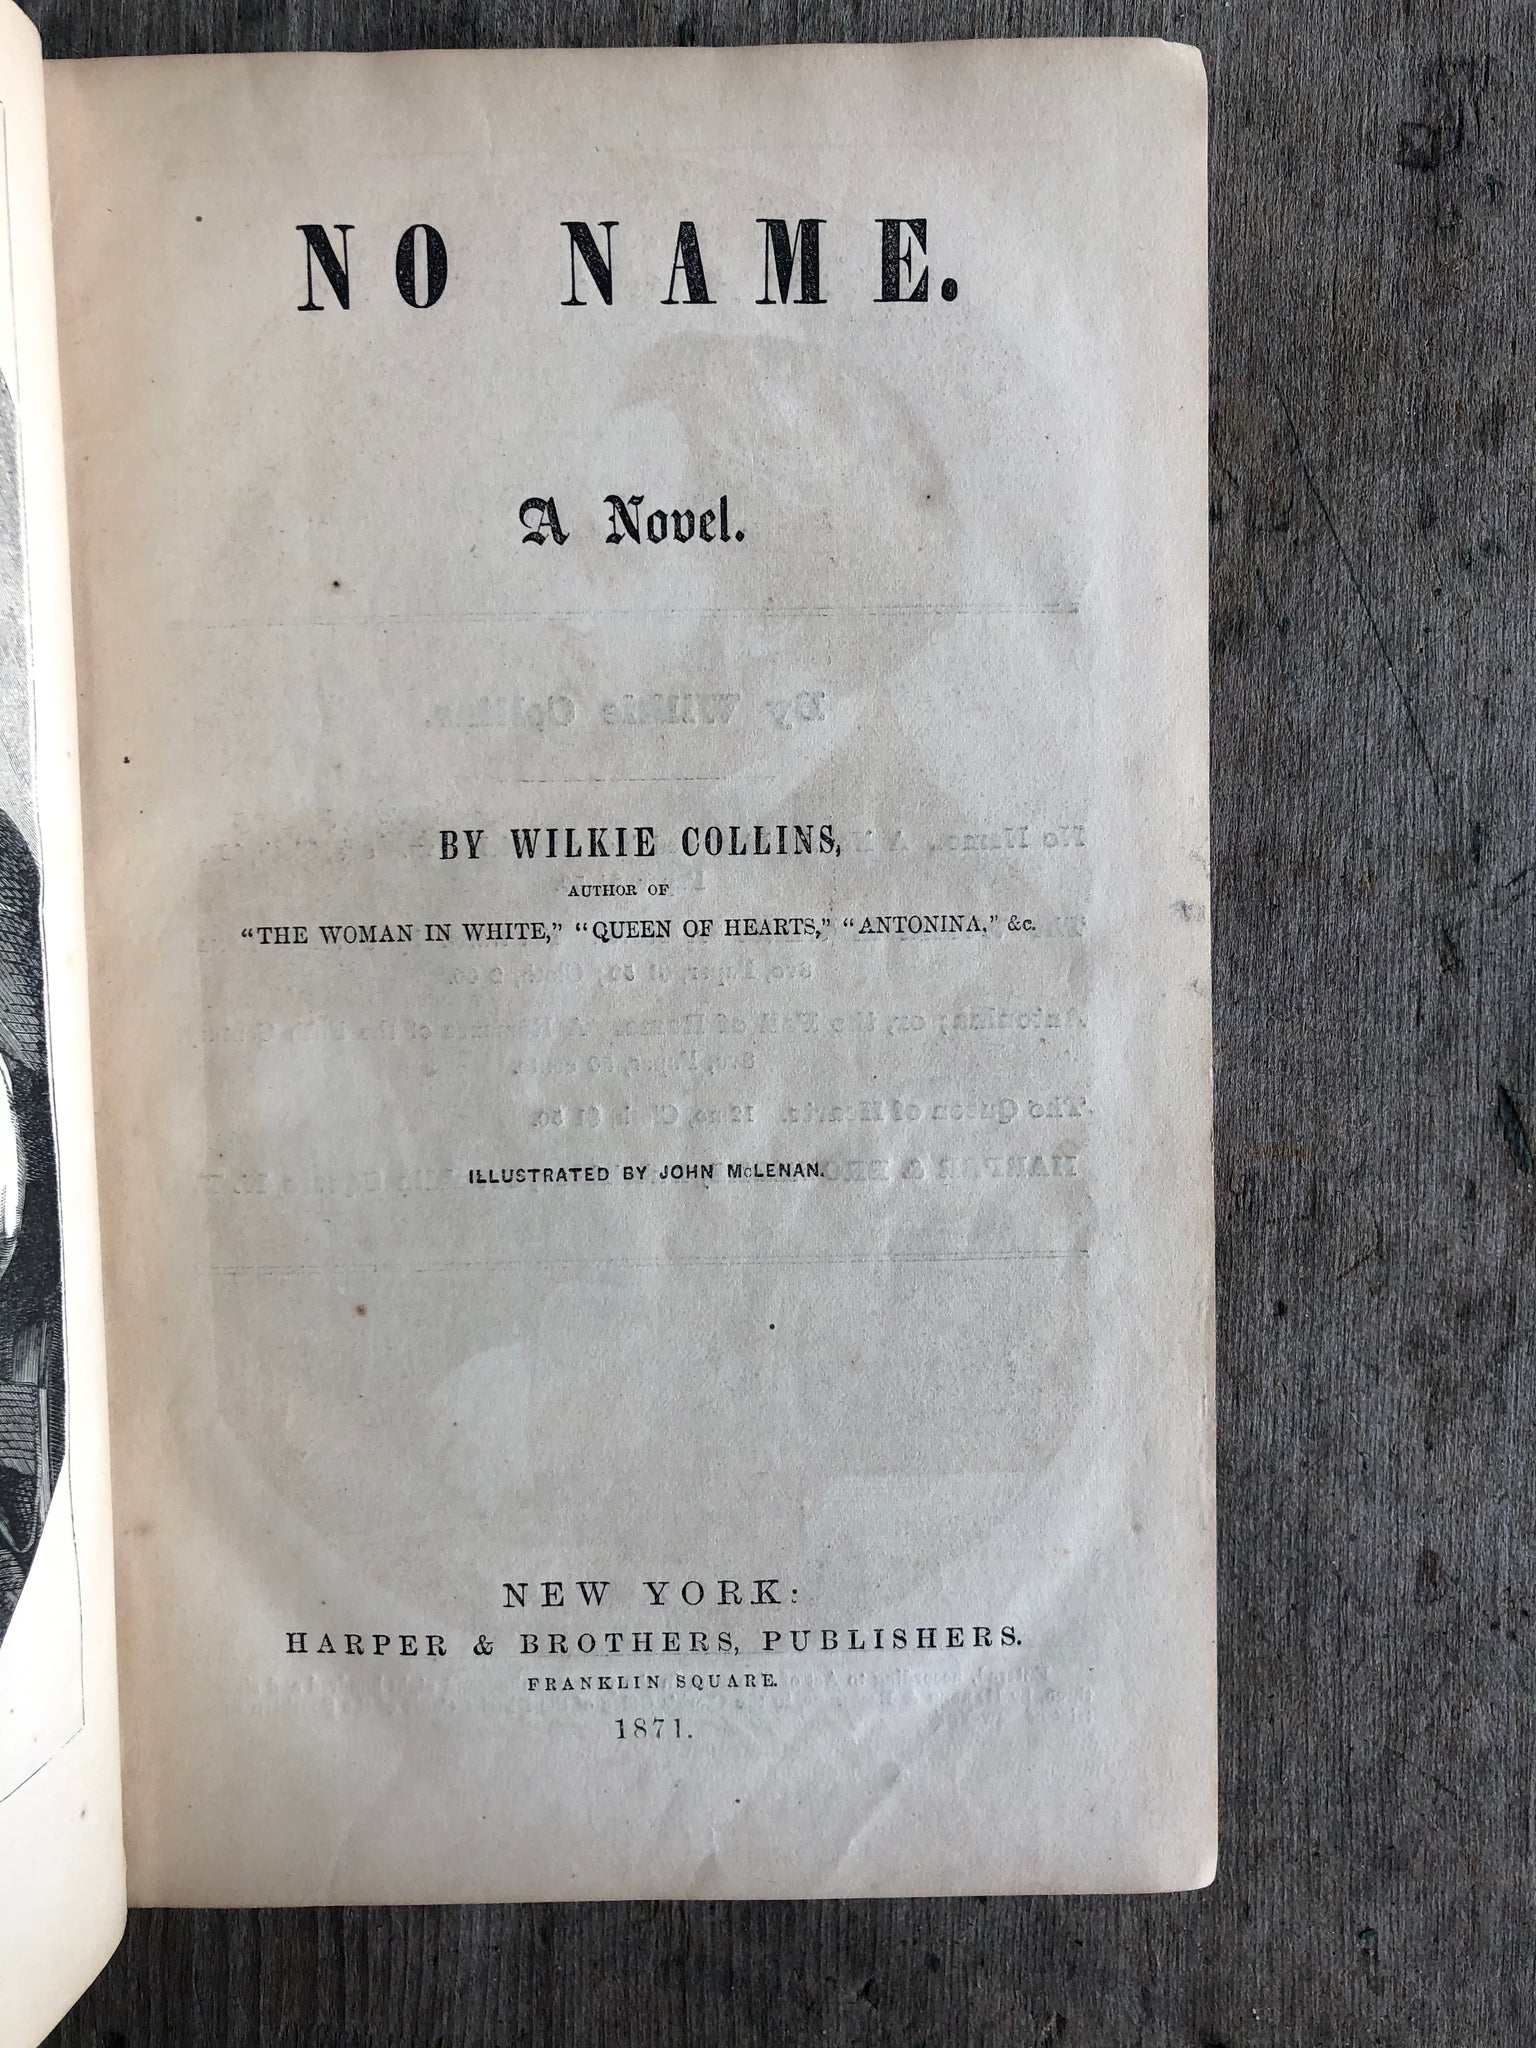 NO NAME.
A Novel.
BY WILKIE COLLINS,
AUTHOR OF
"THE WOMAN IN WHITE," "QUEEN OF HEARTS," "ANTONINA," &c.
ILLUSTRATED BY JOHN McLENAN.
NEW YORK:
HARPER & BROTHERS, PUBLISHERS.
FRANKLIN SQUARE.
1871.